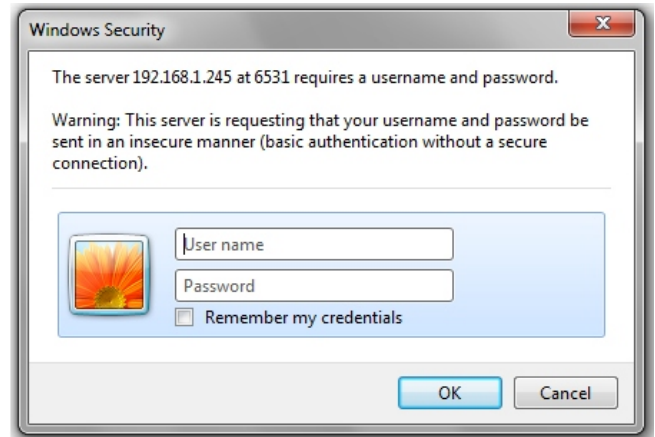 Windows Security
The server 192.168.1.245 at 6531 requires a username and password.
Warning: This server is requesting that your username and password be
sent in an insecure manner (basic authentication without a secure
connection).
User name
Password
Remember my credentials
OK Cancel